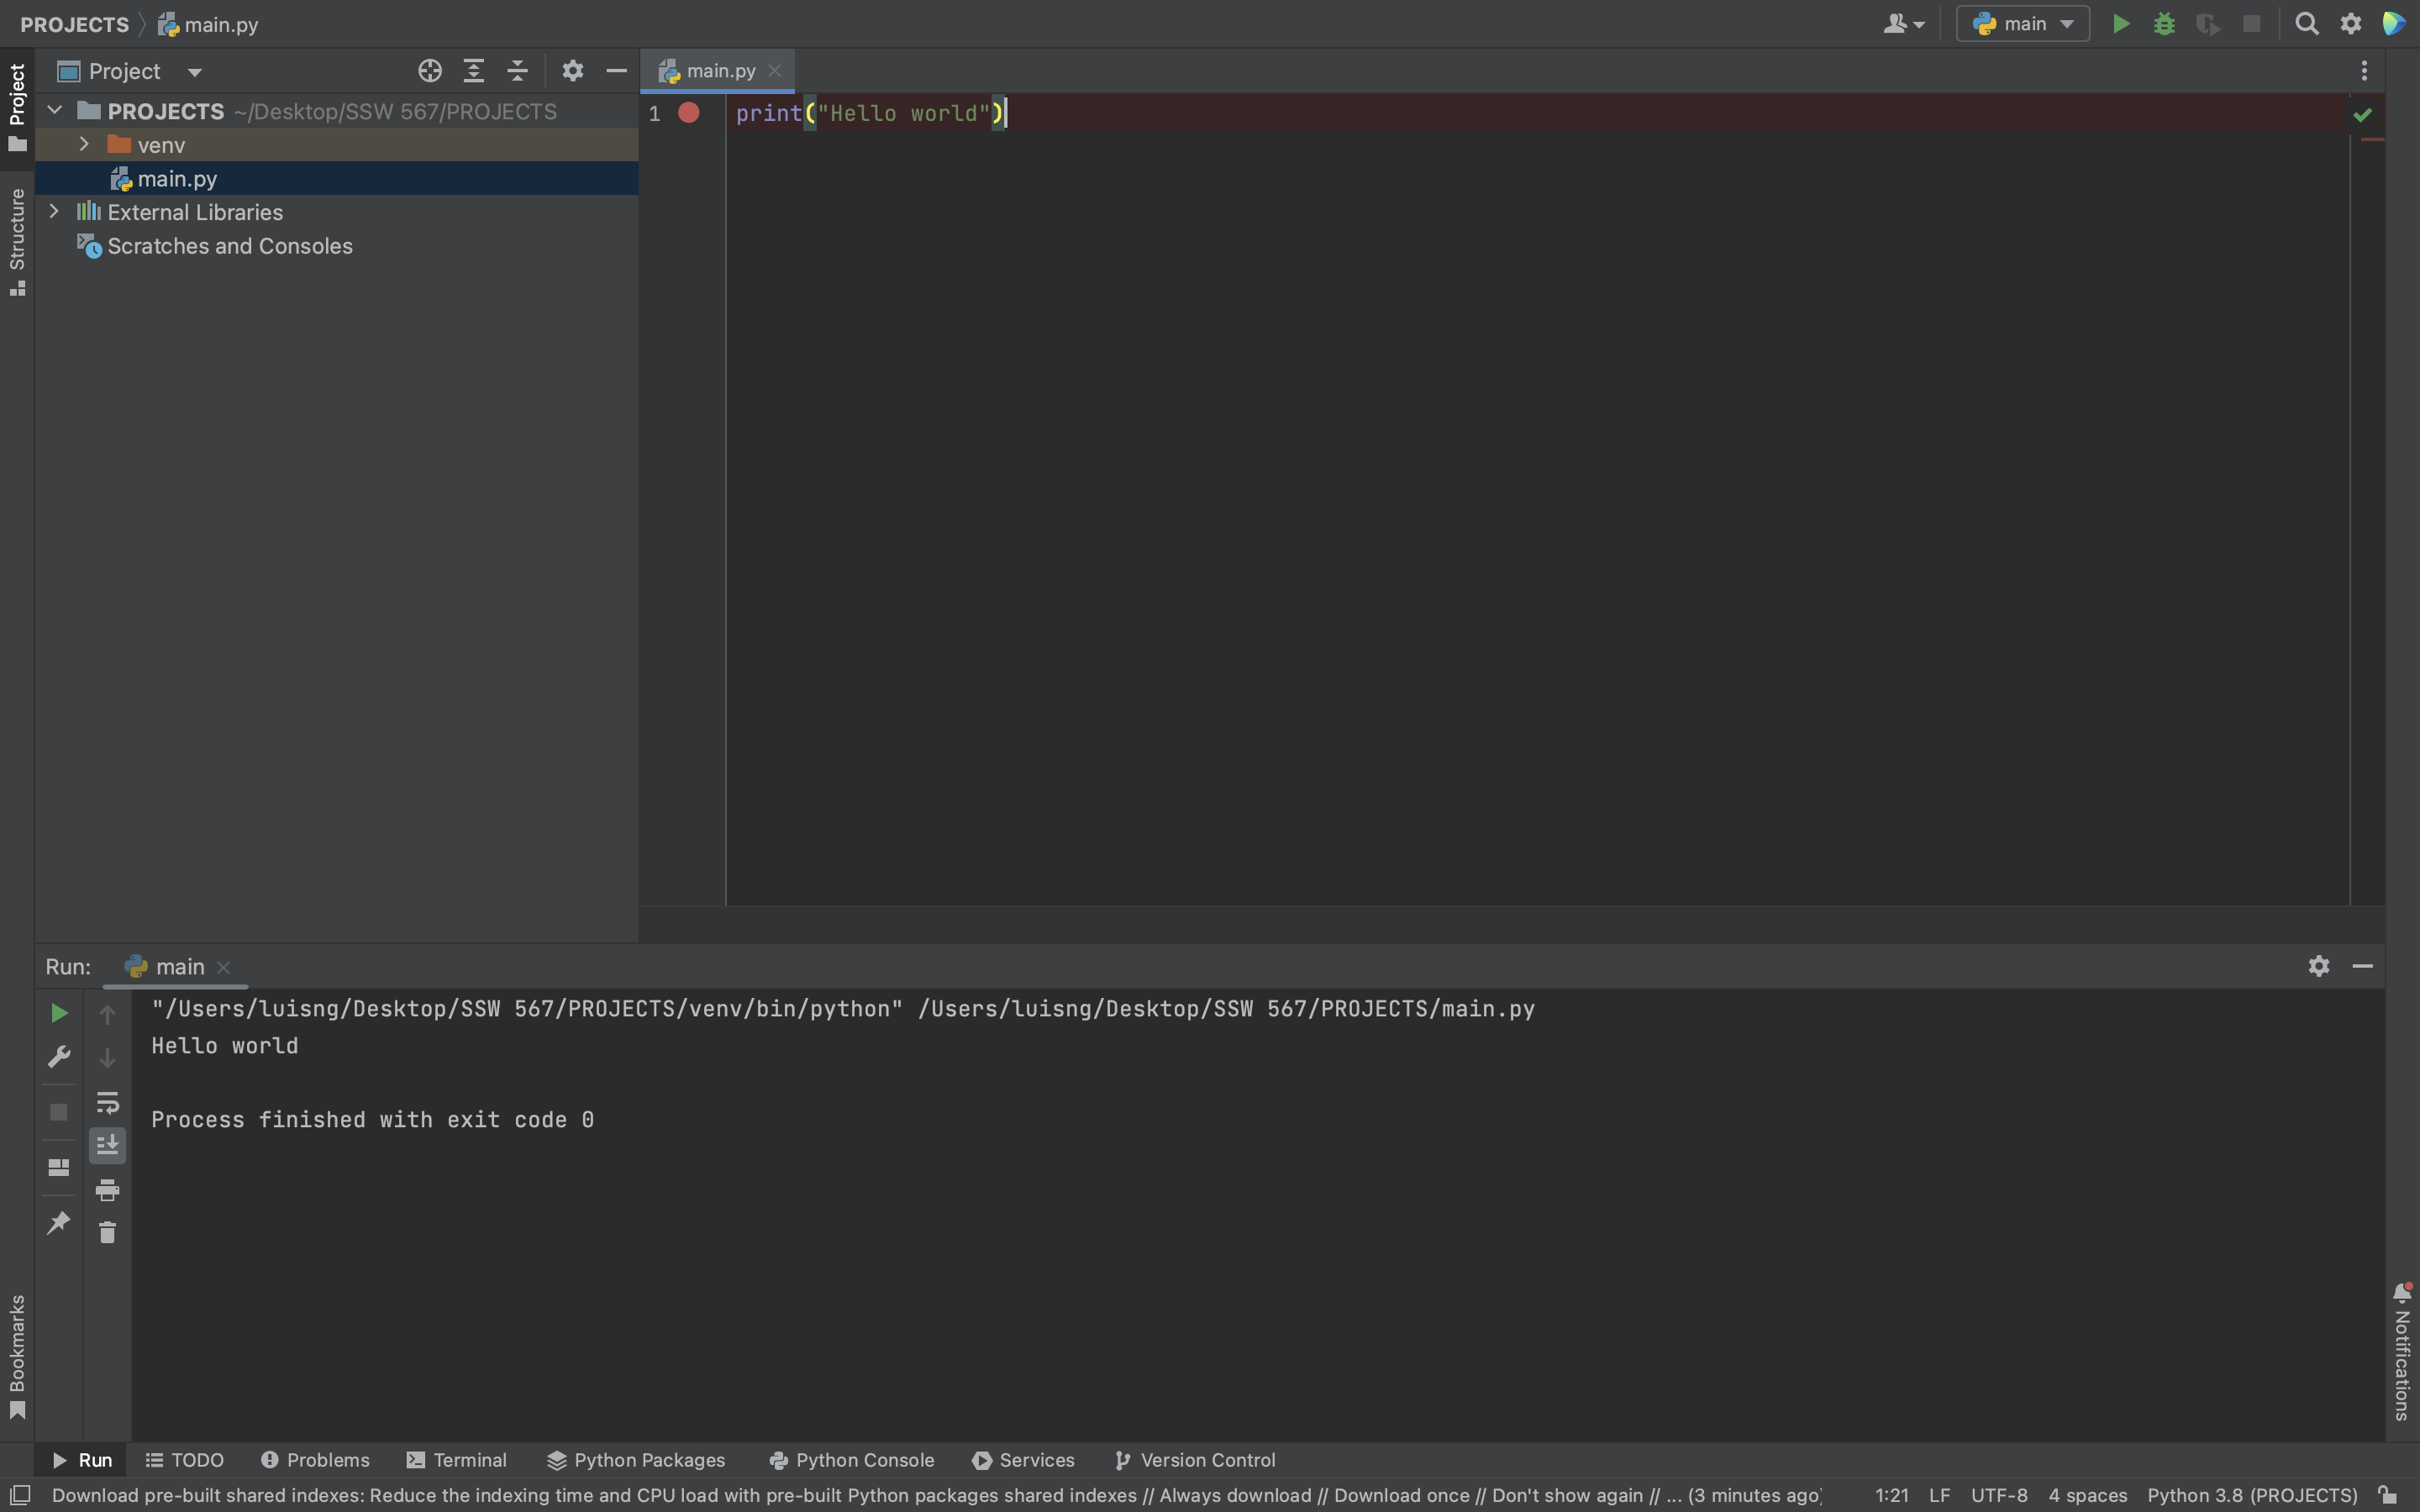 PROJECTS main.py
main
Project
main.py
Project
Structure
PROJECTS ~/Desktop/SSW 567/PROJECTS
venv
main.py
External Libraries
Scratches and Consoles
1 print("Hello world")
Run: main
"/Users/luisng/Desktop/SSW 567/PROJECTS/venv/bin/python" /Users/luisng/Desktop/SSW 567/PROJECTS/main.py
Hello world
Process finished with exit code 0
Bookmarks
Notifications
Run TODO Problems Terminal Python Packages Python Console Services Version Control
Download pre-built shared indexes: Reduce the indexing time and CPU load with pre-built Python packages shared indexes // Always download // Download once // Don't show again // ... (3 minutes ago) 1:21 LF UTF-8 4 spaces Python 3.8 (PROJECTS)